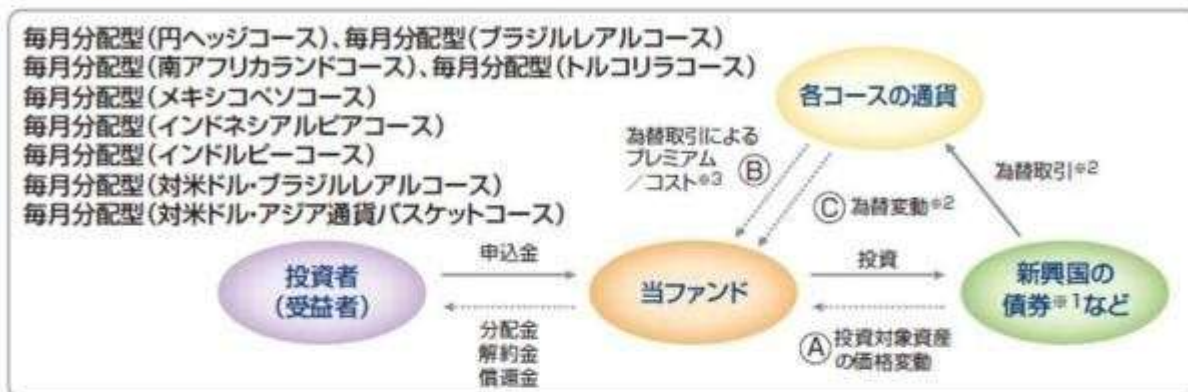 毎月分配型(円ヘッジコース)、毎月分配型(ブラジルレアルコース)
毎月分配型(南アフリカランドコース)、毎月分配型(トルコリラコース)
毎月分配型(メキシコペソコース)
毎月分配型(インドネシアルピアコース)
毎月分配型(インドルピーコース)
毎月分配型(対米ドル・ブラジルレアルコース)
毎月分配型(対米ドル・アジア通貨バスケットコース)
各コースの通貨
為替取引による
プレミアム
／コスト※3
Ⓑ
Ⓒ 為替変動※2
為替取引※2
投資者
(受益者)
申込金
分配金
解約金
償還金
当ファンド
投資
Ⓐ 投資対象資産
の価格変動
新興国の
債券※1など